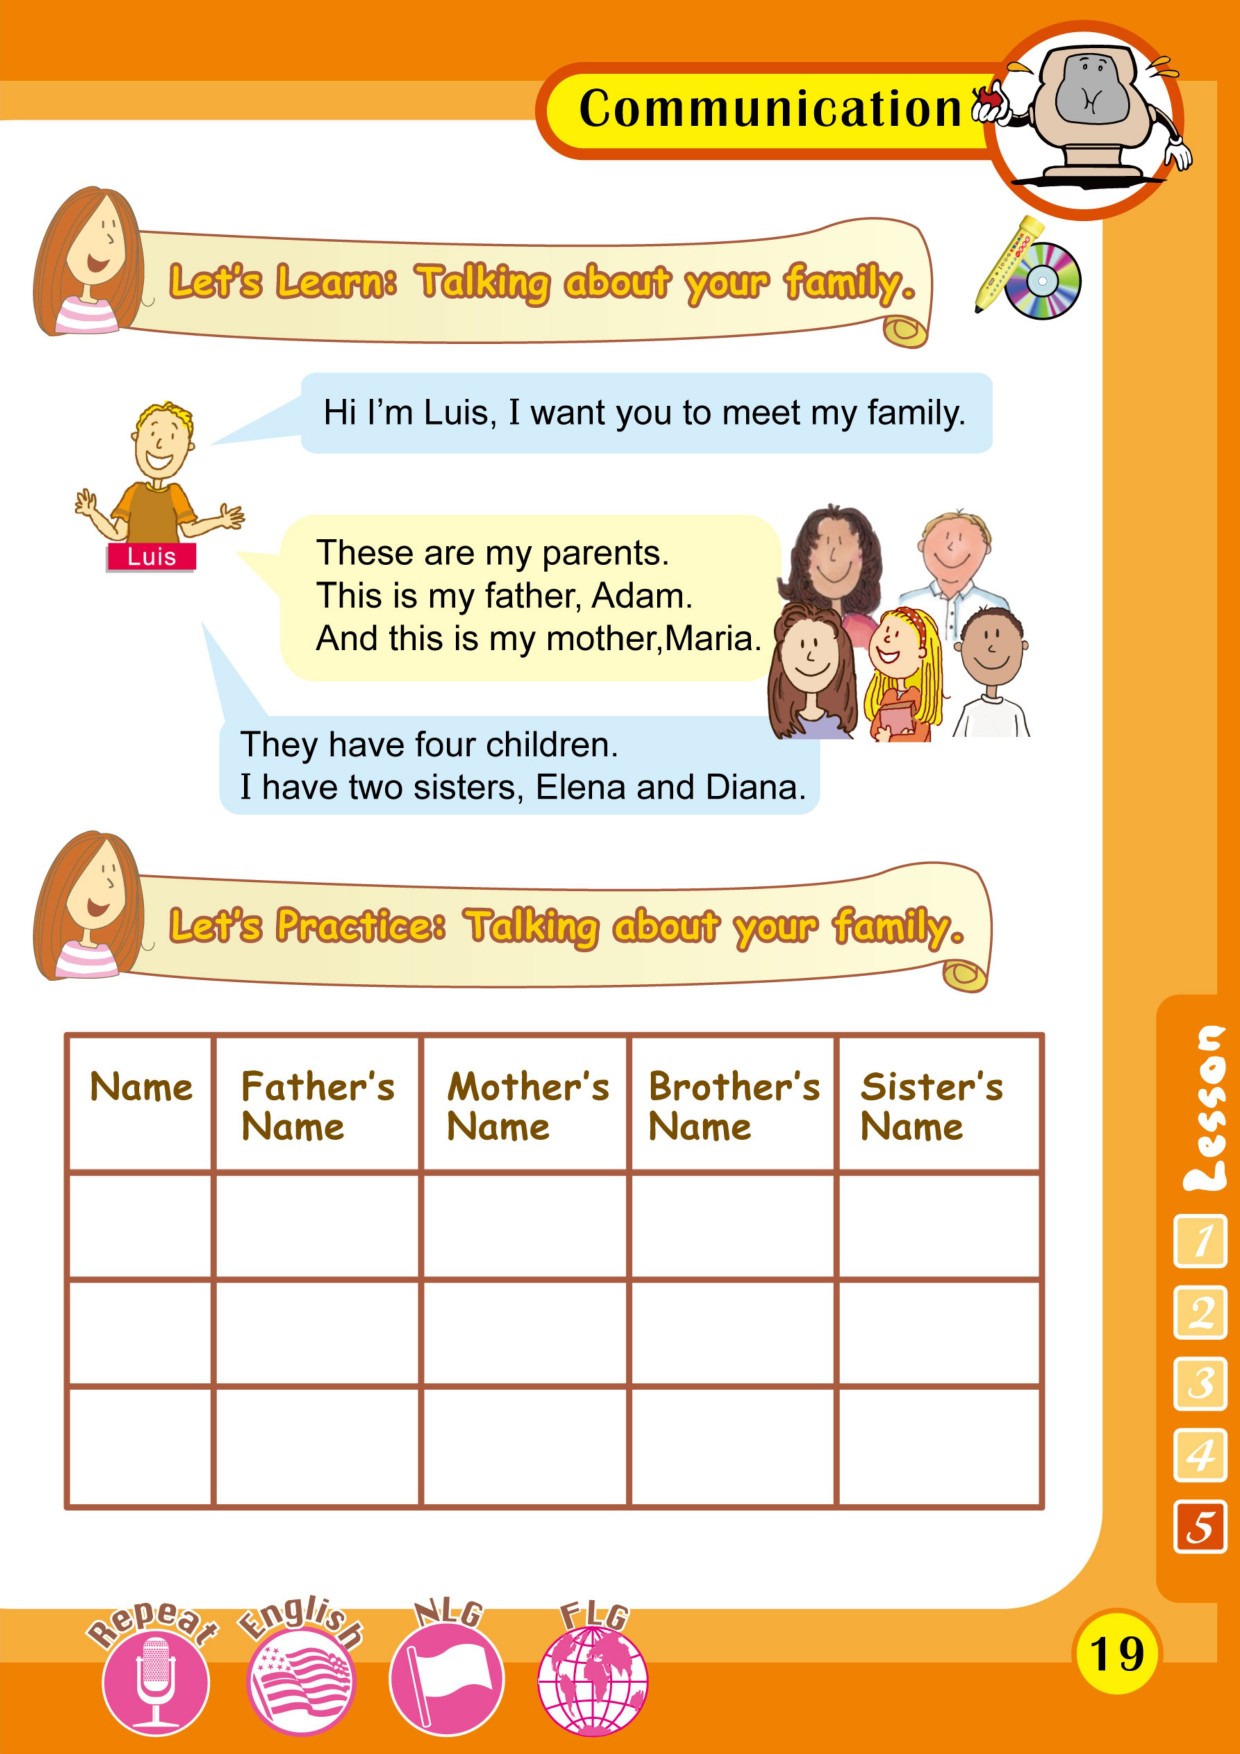 Communication
Let's Learn: Talking about your family.
Hi I'm Luis, I want you to meet my family.
Luis
These are my parents.
This is my father, Adam.
And this is my mother,Maria.
They have four children.
I have two sisters, Elena and Diana.
Let's Practice: Talking about your family.
Name
Father's
Name
Mother's
Name
Brother's
Name
Sister's
Name
Lesson
1
2
3
4
5
Repeat
English
NLG
FLG
19